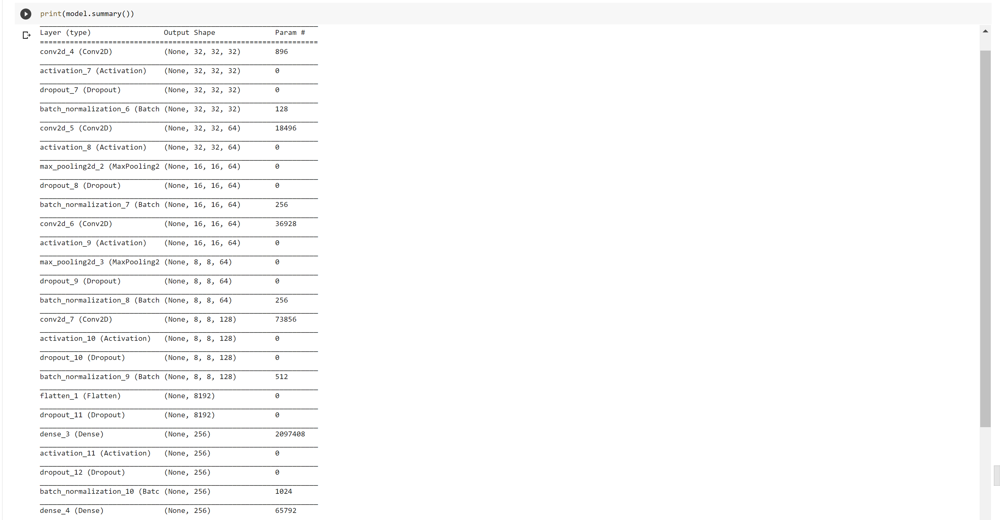 print(model.summary())
_________________________________________________________________
Layer (type)                 Output Shape              Param #
=================================================================
conv2d_4 (Conv2D)            (None, 32, 32, 32)        896
_________________________________________________________________
activation_7 (Activation)    (None, 32, 32, 32)        0
_________________________________________________________________
dropout_7 (Dropout)          (None, 32, 32, 32)        0
_________________________________________________________________
batch_normalization_6 (Batch (None, 32, 32, 32)        128
_________________________________________________________________
conv2d_5 (Conv2D)            (None, 32, 32, 64)        18496
_________________________________________________________________
activation_8 (Activation)    (None, 32, 32, 64)        0
_________________________________________________________________
max_pooling2d_2 (MaxPooling2 (None, 16, 16, 64)        0
_________________________________________________________________
dropout_8 (Dropout)          (None, 16, 16, 64)        0
_________________________________________________________________
batch_normalization_7 (Batch (None, 16, 16, 64)        256
_________________________________________________________________
conv2d_6 (Conv2D)            (None, 16, 16, 64)        36928
_________________________________________________________________
activation_9 (Activation)    (None, 16, 16, 64)        0
_________________________________________________________________
max_pooling2d_3 (MaxPooling2 (None, 8, 8, 64)          0
_________________________________________________________________
dropout_9 (Dropout)          (None, 8, 8, 64)          0
_________________________________________________________________
batch_normalization_8 (Batch (None, 8, 8, 64)          256
_________________________________________________________________
conv2d_7 (Conv2D)            (None, 8, 8, 128)         73856
_________________________________________________________________
activation_10 (Activation)   (None, 8, 8, 128)         0
_________________________________________________________________
dropout_10 (Dropout)         (None, 8, 8, 128)         0
_________________________________________________________________
batch_normalization_9 (Batch (None, 8, 8, 128)         512
_________________________________________________________________
flatten_1 (Flatten)          (None, 8192)              0
_________________________________________________________________
dropout_11 (Dropout)         (None, 8192)              0
_________________________________________________________________
dense_3 (Dense)              (None, 256)               2097408
_________________________________________________________________
activation_11 (Activation)   (None, 256)               0
_________________________________________________________________
dropout_12 (Dropout)         (None, 256)               0
_________________________________________________________________
batch_normalization_10 (Batc (None, 256)               1024
_________________________________________________________________
dense_4 (Dense)              (None, 256)               65792